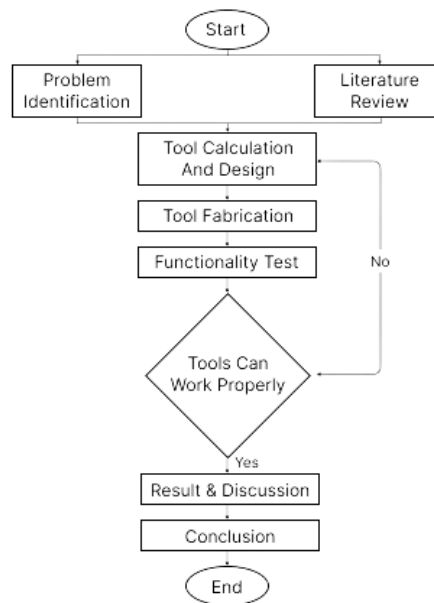 Start
Problem
Identification
Literature
Review
Tool Calculation
And Design
Tool Fabrication
Functionality Test
No
Tools Can
Work Properly
Yes
Result & Discussion
Conclusion
End